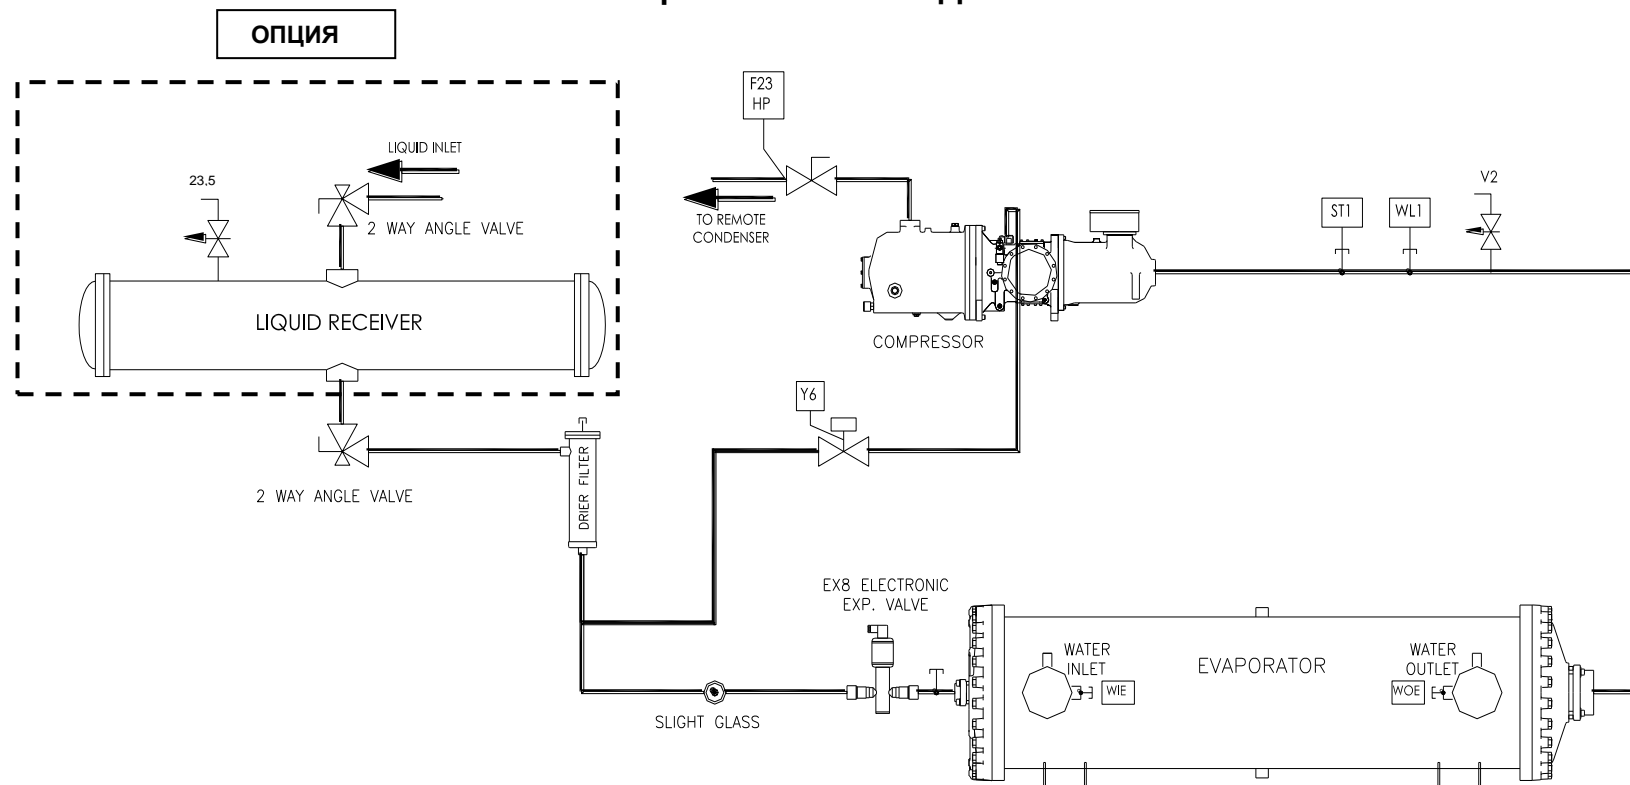 ОПЦИЯ
F23
HP
LIQUID INLET
23,5
2 WAY ANGLE VALVE
TO REMOTE
CONDENSER
ST1
WL1
V2
LIQUID RECEIVER
COMPRESSOR
Y6
2 WAY ANGLE VALVE
DRIER FILTER
EX8 ELECTRONIC
EXP. VALVE
WATER
INLET
WIE
EVAPORATOR
WATER
OUTLET
WOE
SLIGHT GLASS